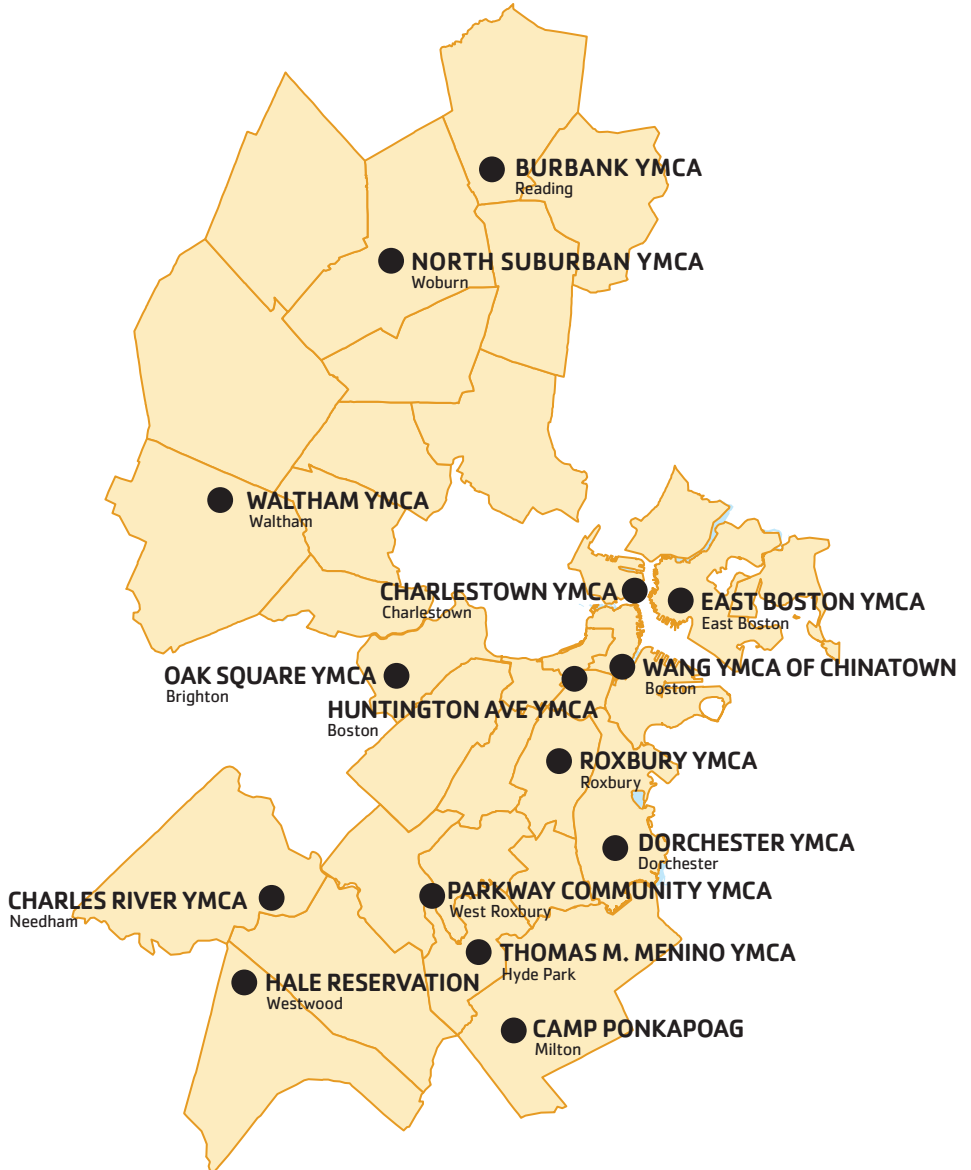 BURBANK YMCA
Reading
NORTH SUBURBAN YMCA
Woburn
WALTHAM YMCA
Waltham
CHARLESTOWN YMCA
Charlestown
EAST BOSTON YMCA
East Boston
OAK SQUARE YMCA
Brighton
WANG YMCA OF CHINATOWN
Boston
HUNTINGTON AVE YMCA
Boston
ROXBURY YMCA
Roxbury
DORCHESTER YMCA
Dorchester
CHARLES RIVER YMCA
Needham
PARKWAY COMMUNITY YMCA
West Roxbury
THOMAS M. MENINO YMCA
Hyde Park
HALE RESERVATION
Westwood
CAMP PONKAPOAG
Milton